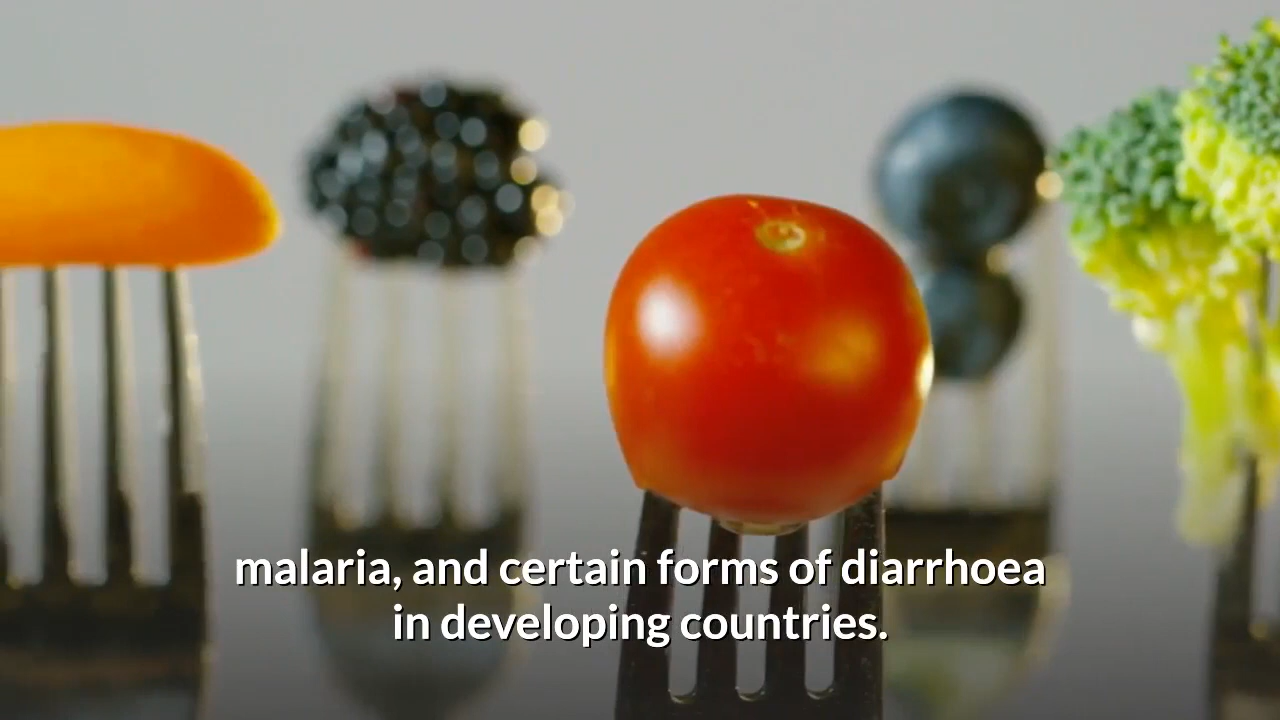 malaria, and certain forms of diarrhoea
in developing countries.